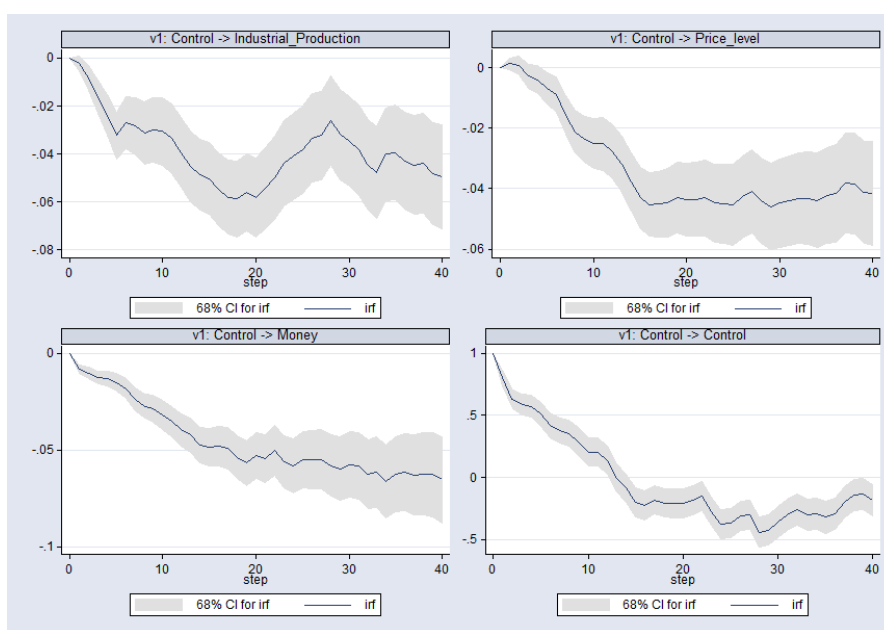 v1: Control -> Industrial_Production
0
-.02
-.04
-.06
-.08
0 10 20 30 40
step
68% CI for irf irf
v1: Control -> Price_level
0
-.02
-.04
-.06
0 10 20 30 40
step
68% CI for irf irf
v1: Control -> Money
0
-.05
-.1
0 10 20 30 40
step
68% CI for irf irf
v1: Control -> Control
1
.5
0
-.5
0 10 20 30 40
step
68% CI for irf irf